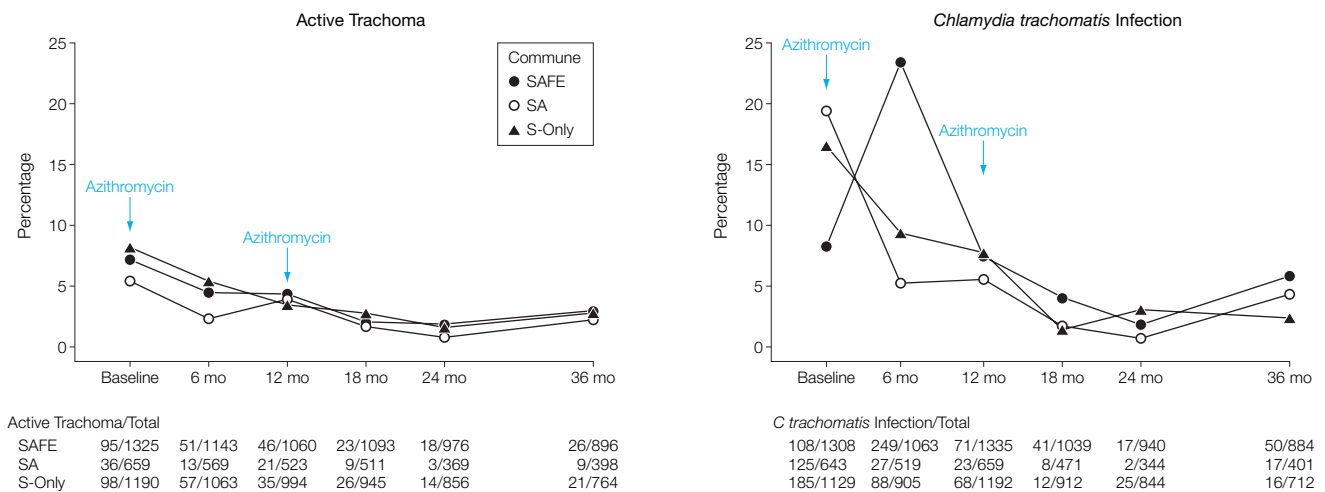 Active Trachoma
25
20
15
10
5
0
Percentage
Azithromycin
Azithromycin
Commune
SAFE
SA
S-Only
Baseline 6 mo 12 mo 18 mo 24 mo 36 mo
Active Trachoma/Total
SAFE 95/1325 51/1143 46/1060 23/1093 18/976 26/896
SA 36/659 13/569 21/523 9/511 3/369 9/398
S-Only 98/1190 57/1063 35/994 26/945 14/856 21/764
Chlamydia trachomatis Infection
25
20
15
10
5
0
Percentage
Azithromycin
Azithromycin
Baseline 6 mo 12 mo 18 mo 24 mo 36 mo
C trachomatis Infection/Total
108/1308 249/1063 71/1335 41/1039 17/940 50/884
125/643 27/519 23/659 8/471 2/344 17/401
185/1129 88/905 68/1192 12/912 25/844 16/712